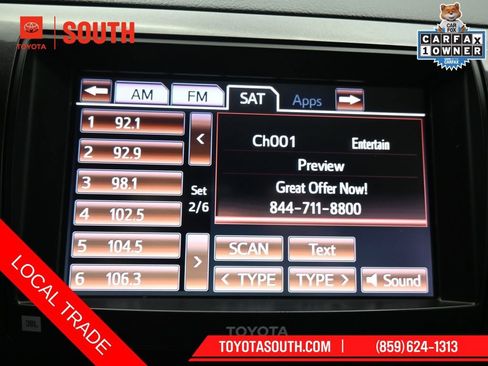 TOYOTA
SOUTH
CAR FOX
CARFAX
1 OWNER
CARFAX
AM
FM
SAT
Apps
1 92.1
2 92.9
3 98.1
4 102.5
5 104.5
6 106.3
<
Set
2/6
>
Ch001 Entertain
Preview
Great Offer Now!
844-711-8800
SCAN
Text
< TYPE
TYPE >
Sound
LOCAL TRADE
JBL
TOYOTA
TOYOTASOUTH.COM
(859) 624-1313